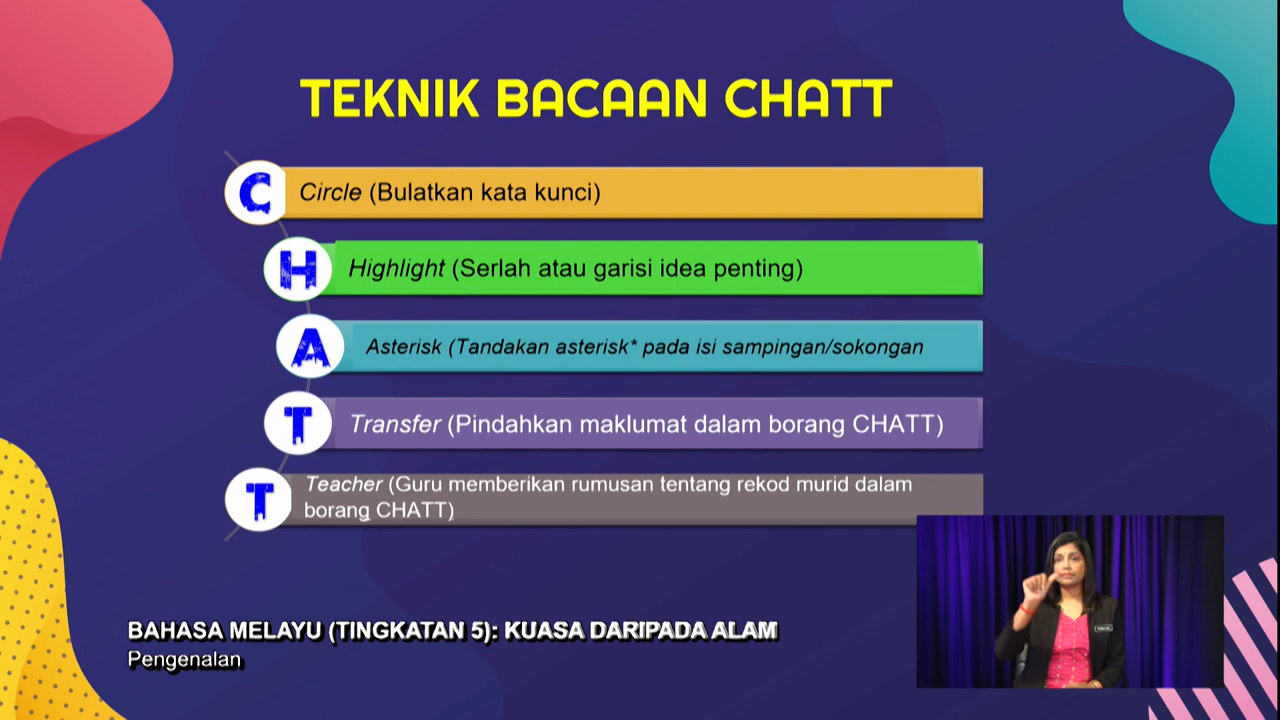 TEKNIK BACAAN CHATT
C
Circle (Bulatkan kata kunci)
H
Highlight (Serlah atau garisi idea penting)
A
Asterisk (Tandakan asterisk* pada isi sampingan/sokongan
T
Transfer (Pindahkan maklumat dalam borang CHATT)
T
Teacher (Guru memberikan rumusan tentang rekod murid dalam
borang CHATT)
BAHASA MELAYU (TINGKATAN 5): KUASA DARIPADA ALAM
Pengenalan